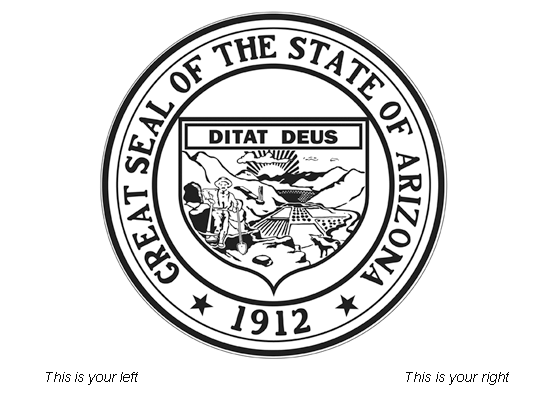 GREAT SEAL OF THE STATE OF ARIZONA
DITAT DEUS
1912
This is your left
This is your right